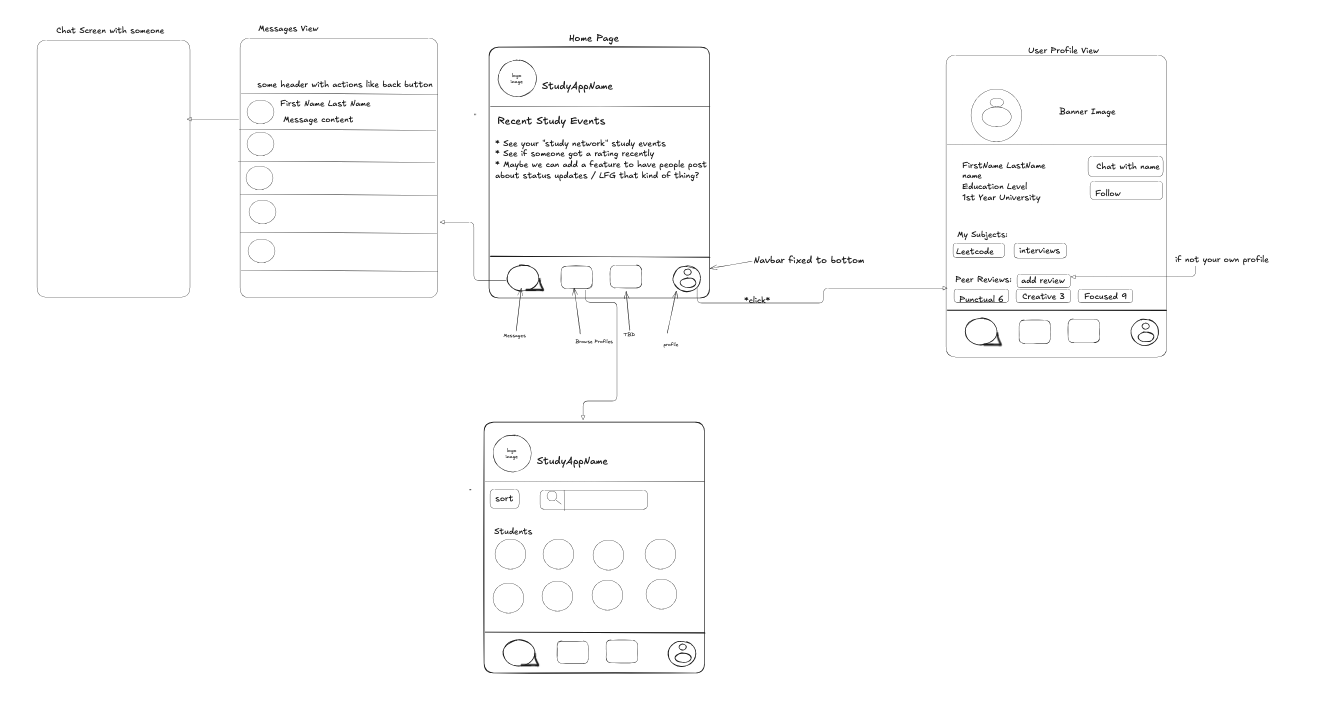 Chat Screen with someone
Messages View
some header with actions like back button
First Name Last Name
Message content
Home Page
logo
image
StudyAppName
Recent Study Events
* See your "study network" study events
* See if someone got a rating recently
* Maybe we can add a feature to have people post
about status updates / LFG that kind of thing?
Navbar fixed to bottom
*click*
Messages
Browse Profiles
TBD
profile
User Profile View
Banner Image
FirstName LastName
name
Education Level
1st Year University
Chat with name
Follow
My Subjects:
Leetcode
interviews
if not your own profile
Peer Reviews:
add review
Punctual 6
Creative 3
Focused 9
logo
image
StudyAppName
sort
Students